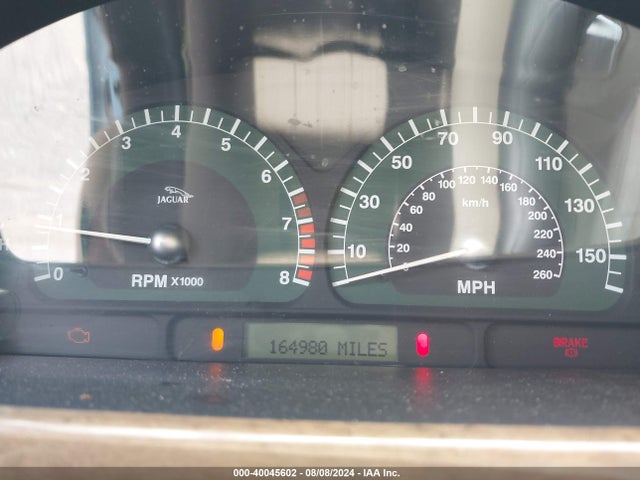 0 1 2 3 4 5 6 7 8
JAGUAR
RPM X1000
10 30 50 70 90 110 130 150
20 40 60 80 100 120 140 160 180 200 220 240 260
km/h
MPH
164980 MILES
BRAKE
000-40045602 - 08/08/2024 - IAA Inc.